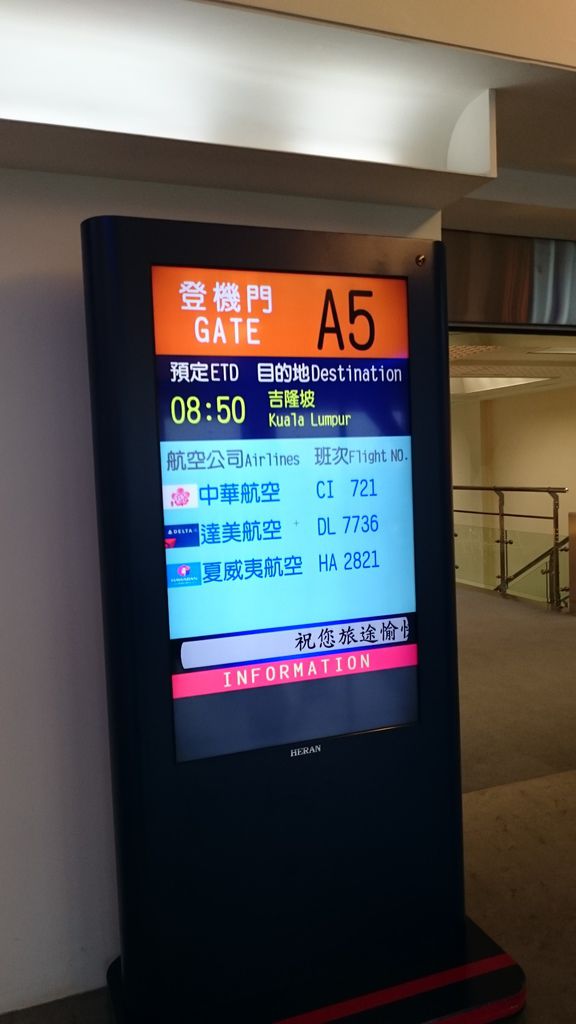 登機門
GATE
A5
預定ETD 目的地Destination
08:50
吉隆坡
Kuala Lumpur
航空公司Airlines 班次Flight NO.
中華航空 CI 721
DELTA 達美航空 DL 7736
夏威夷航空 HA 2821
祝您旅途愉
INFORMATION
HERAN